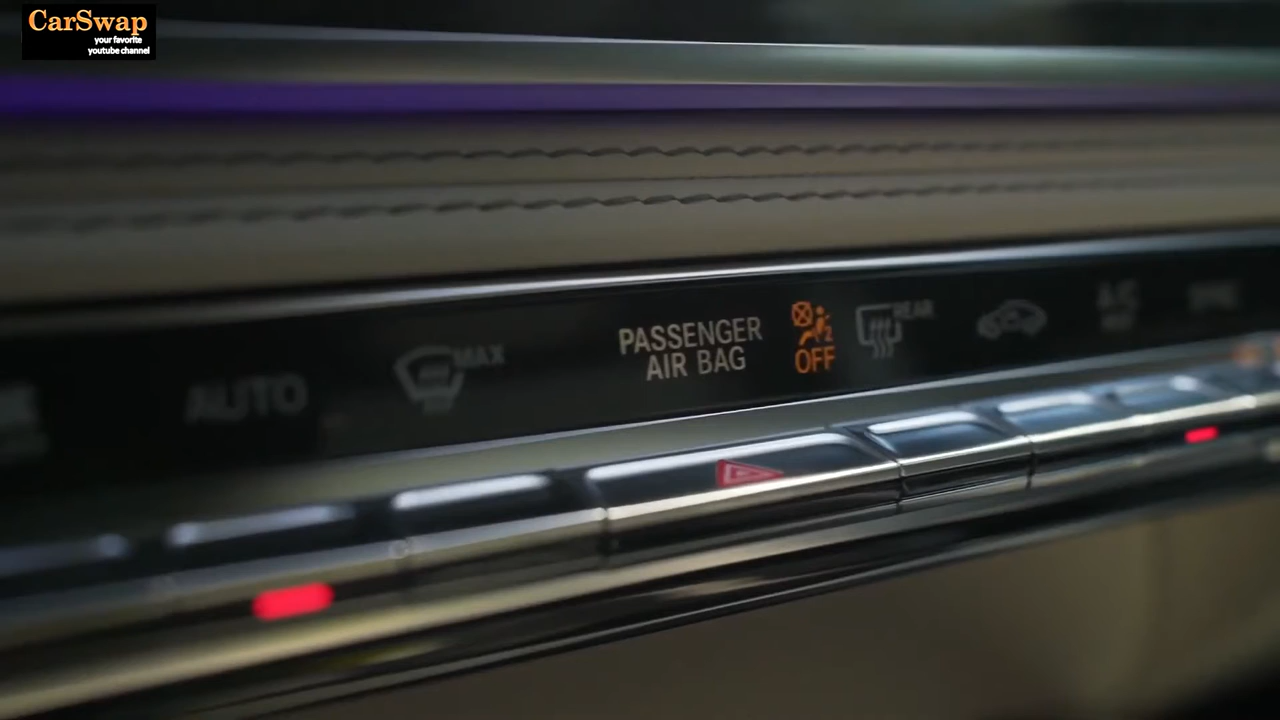 CarSwap
your favorite
youtube channel
PASSENGER
AIR BAG
OFF
REAR
MAX
AUTO
A/C